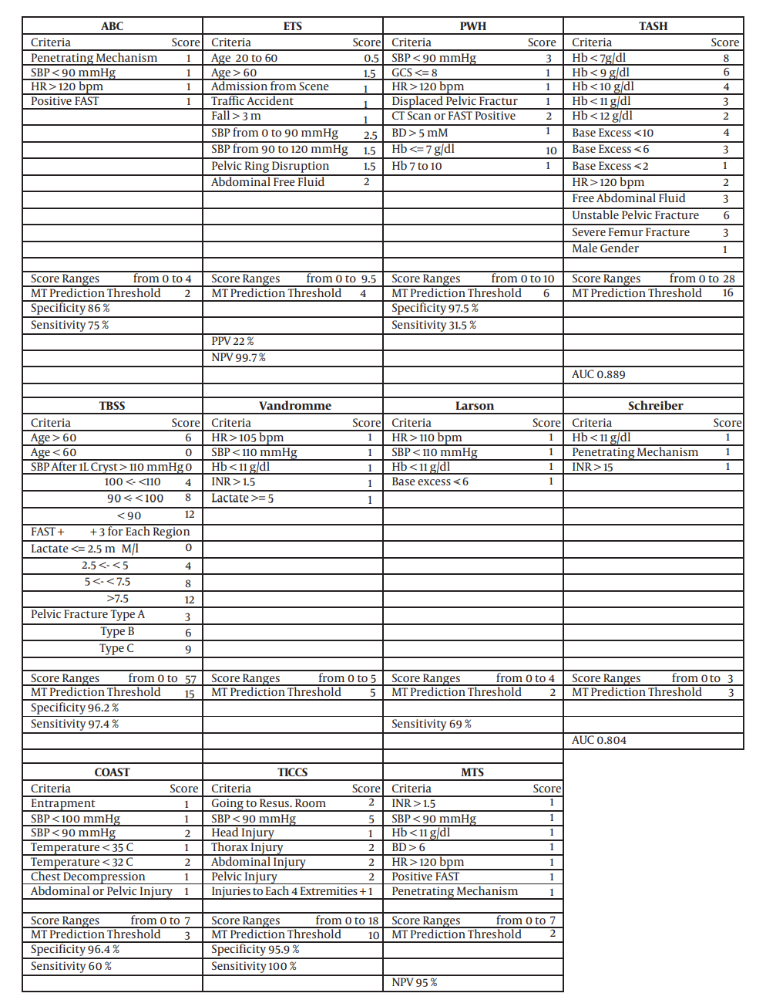 ABC ETS PWH TASH
Criteria Score Criteria Score Criteria Score Criteria Score
Penetrating Mechanism 1 Age 20 to 60 0.5 SBP < 90 mmHg 3 Hb < 7g/dl 8
SBP < 90 mmHg 1 Age > 60 1.5 GCS <= 8 1 Hb < 9 g/dl 6
HR > 120 bpm 1 Admission from Scene 1 HR > 120 bpm 1 Hb < 10 g/dl 4
Positive FAST 1 Traffic Accident 1 Displaced Pelvic Fractur 1 Hb < 11 g/dl 3
Fall > 3 m 1 CT Scan or FAST Positive 2 Hb < 12 g/dl 2
SBP from 0 to 90 mmHg 2.5 BD > 5 mM 1 Base Excess < 10 4
SBP from 90 to 120 mmHg 1.5 Hb <= 7 g/dl 10 Base Excess < 6 3
Pelvic Ring Disruption 1.5 Hb 7 to 10 1 Base Excess < 2 1
Abdominal Free Fluid 2 HR > 120 bpm 2
Free Abdominal Fluid 3
Unstable Pelvic Fracture 6
Severe Femur Fracture 3
Male Gender 1
Score Ranges from 0 to 4 Score Ranges from 0 to 9.5 Score Ranges from 0 to 10 Score Ranges from 0 to 28
MT Prediction Threshold 2 MT Prediction Threshold 4 MT Prediction Threshold 6 MT Prediction Threshold 16
Specificity 86 % Specificity 97.5 %
Sensitivity 75 % Sensitivity 31.5 %
PPV 22 %
NPV 99.7 %
AUC 0.889
TBSS Vandromme Larson Schreiber
Criteria Score Criteria Score Criteria Score Criteria Score
Age > 60 6 HR > 105 bpm 1 HR > 110 bpm 1 Hb < 11 g/dl 1
Age < 60 0 SBP < 110 mmHg 1 SBP < 110 mmHg 1 Penetrating Mechanism 1
SBP After 1L Cryst > 110 mmHg 0 Hb < 11 g/dl 1 Hb < 11 g/dl 1 INR > 15 1
100 <- <110 4 INR > 1.5 1 Base excess < 6 1
90 <- < 100 8 Lactate >= 5 1
< 90 12
FAST + + 3 for Each Region
Lactate <= 2.5 m M/l 0
2.5 <- < 5 4
5 <- < 7.5 8
>7.5 12
Pelvic Fracture Type A 3
Type B 6
Type C 9
Score Ranges from 0 to 57 Score Ranges from 0 to 5 Score Ranges from 0 to 4 Score Ranges from 0 to 3
MT Prediction Threshold 15 MT Prediction Threshold 5 MT Prediction Threshold 2 MT Prediction Threshold 3
Specificity 96.2 %
Sensitivity 97.4 % Sensitivity 69 %
AUC 0.804
COAST TICCS MTS
Criteria Score Criteria Score Criteria Score
Entrapment 1 Going to Resus. Room 2 INR > 1.5 1
SBP < 100 mmHg 1 SBP < 90 mmHg 5 SBP < 90 mmHg 1
SBP < 90 mmHg 2 Head Injury 1 Hb < 11 g/dl 1
Temperature < 35 C 1 Thorax Injury 2 BD > 6 1
Temperature < 32 C 2 Abdominal Injury 2 HR > 120 bpm 1
Chest Decompression 1 Pelvic Injury 2 Positive FAST 1
Abdominal or Pelvic Injury 1 Injuries to Each 4 Extremities + 1 Penetrating Mechanism 1
Score Ranges from 0 to 7 Score Ranges from 0 to 18 Score Ranges from 0 to 7
MT Prediction Threshold 3 MT Prediction Threshold 10 MT Prediction Threshold 2
Specificity 96.4 % Specificity 95.9 %
Sensitivity 60 % Sensitivity 100 %
NPV 95 %